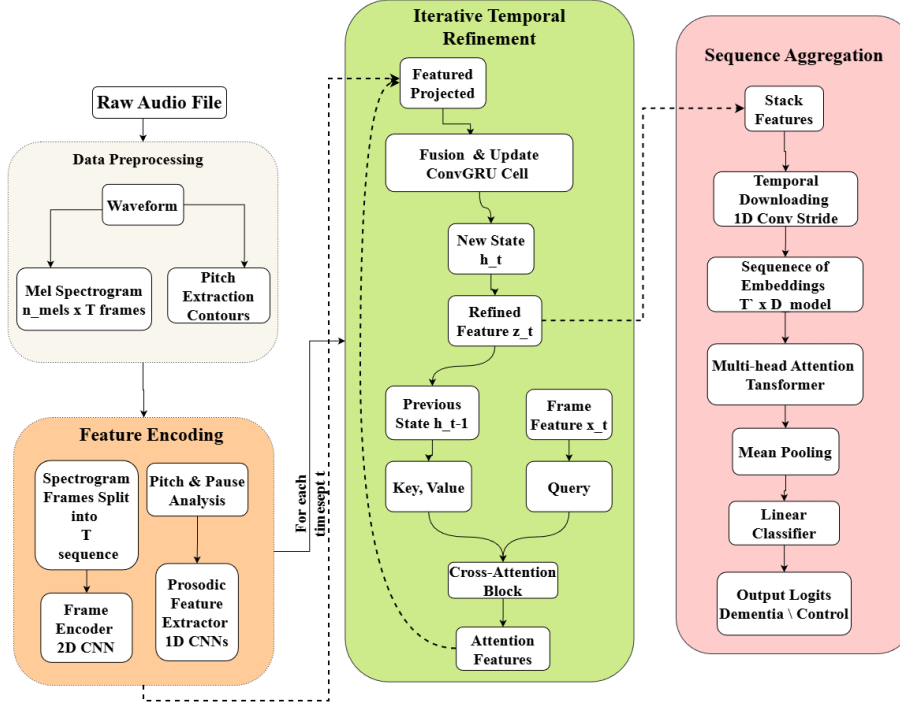 Raw Audio File
Data Preprocessing
Waveform
Mel Spectrogram
n_mels x T frames
Pitch
Extraction
Contours
Feature Encoding
Spectrogram
Frames Split
into
T
sequence
Pitch & Pause
Analysis
Frame
Encoder
2D CNN
Prosodic
Feature
Extractor
1D CNNs
For each
timesept t
Iterative Temporal
Refinement
Featured
Projected
Fusion & Update
ConvGRU Cell
New State
h_t
Refined
Feature z_t
Previous
State h_t-1
Frame
Feature x_t
Key, Value
Query
Cross-Attention
Block
Attention
Features
Sequence Aggregation
Stack
Features
Temporal
Downloading
1D Conv Stride
Sequenece of
Embeddings
T` x D_model
Multi-head Attention
Tansformer
Mean Pooling
Linear
Classifier
Output Logits
Dementia \ Control